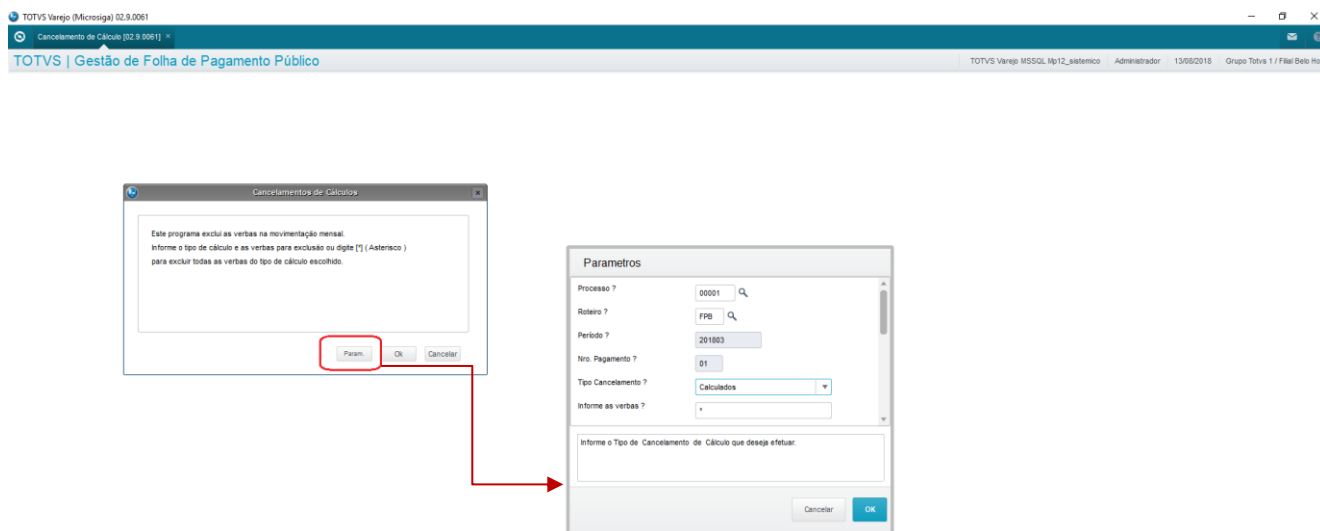 TOTVS Varejo (Microsiga) 02.9.0061
Cancelamento de Cálculo [02.9.0061] ×
TOTVS | Gestão de Folha de Pagamento Público
TOTVS Varejo MSSQL Mp12_sistemico Administrador 13/08/2018 Grupo Totvs 1 / Filial Belo Ho
Cancelamentos de Cálculos
Este programa exclui as verbas na movimentação mensal.
Informe o tipo de cálculo e as verbas para exclusão ou digite [*] ( Asterisco )
para excluir todas as verbas do tipo de cálculo escolhido.
Param. Ok Cancelar
Parametros
Processo ? 00001
Roteiro ? FPB
Período ? 201803
Nro. Pagamento ? 01
Tipo Cancelamento ? Calculados
Informe as verbas ? *
Informe o Tipo de Cancelamento de Cálculo que deseja efetuar.
Cancelar OK